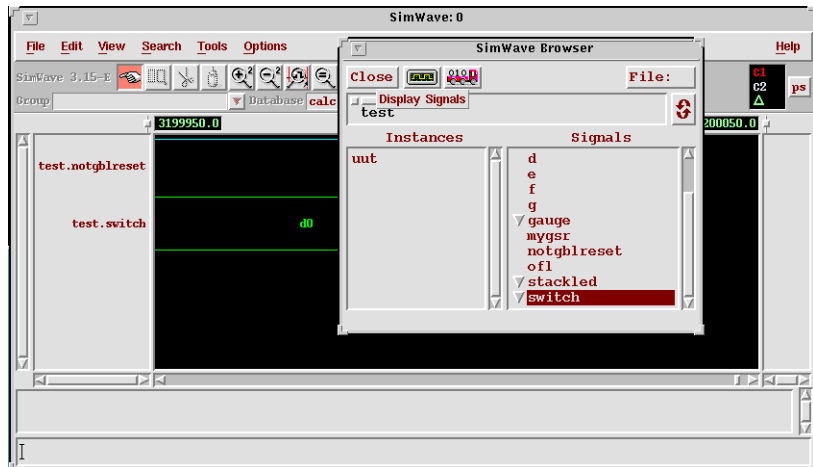 SimWave: 0
File Edit View Search Tools Options Help
SimWave 3.15-E
Group Database calc
C1
C2
Δ
ps
3199950.0
200050.0
test.notgblreset
test.switch
d0
SimWave Browser
Close File:
Display Signals
test
Instances
Signals
uut
d
e
f
g
gauge
mygsr
notgblreset
ofl
stackled
switch